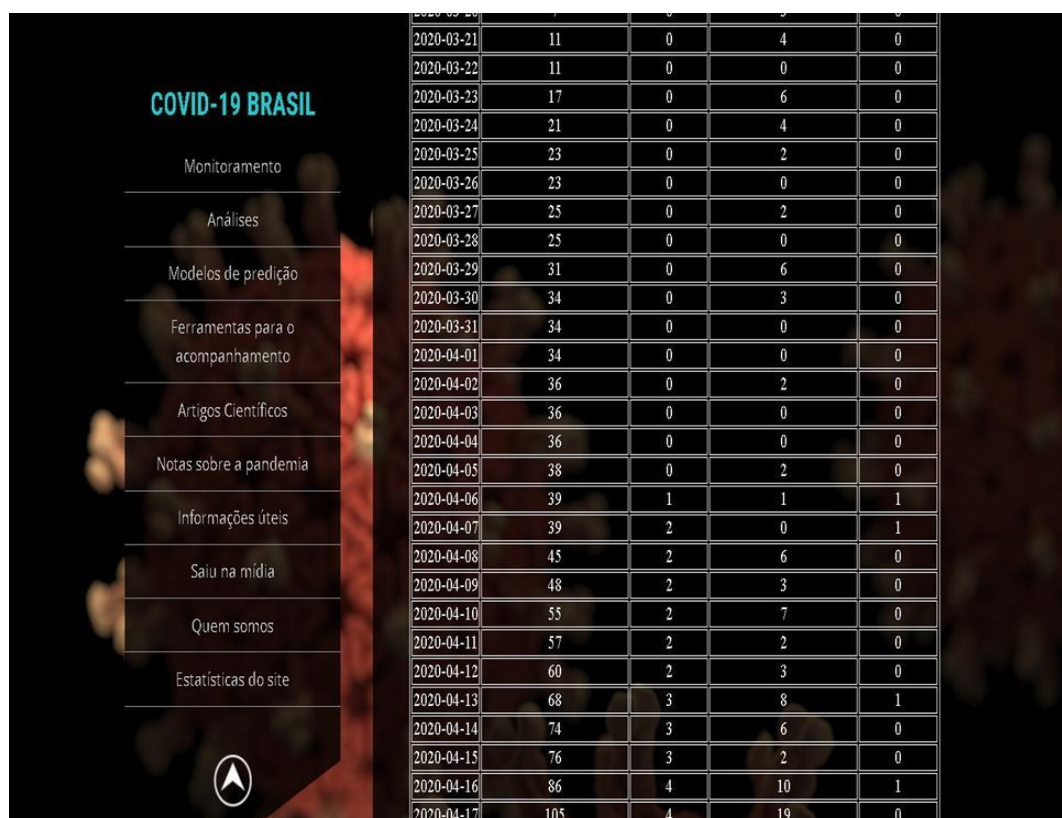 COVID-19 BRASIL
Monitoramento
Análises
Modelos de predição
Ferramentas para o
acompanhamento
Artigos Científicos
Notas sobre a pandemia
Informações úteis
Saiu na mídia
Quem somos
Estatísticas do site
2020-03-20 7 0 3 0
2020-03-21 11 0 4 0
2020-03-22 11 0 0 0
2020-03-23 17 0 6 0
2020-03-24 21 0 4 0
2020-03-25 23 0 2 0
2020-03-26 23 0 0 0
2020-03-27 25 0 2 0
2020-03-28 25 0 0 0
2020-03-29 31 0 6 0
2020-03-30 34 0 3 0
2020-03-31 34 0 0 0
2020-04-01 34 0 0 0
2020-04-02 36 0 2 0
2020-04-03 36 0 0 0
2020-04-04 36 0 0 0
2020-04-05 38 0 2 0
2020-04-06 39 1 1 1
2020-04-07 39 2 0 1
2020-04-08 45 2 6 0
2020-04-09 48 2 3 0
2020-04-10 55 2 7 0
2020-04-11 57 2 2 0
2020-04-12 60 2 3 0
2020-04-13 68 3 8 1
2020-04-14 74 3 6 0
2020-04-15 76 3 2 0
2020-04-16 86 4 10 1
2020-04-17 105 4 19 0